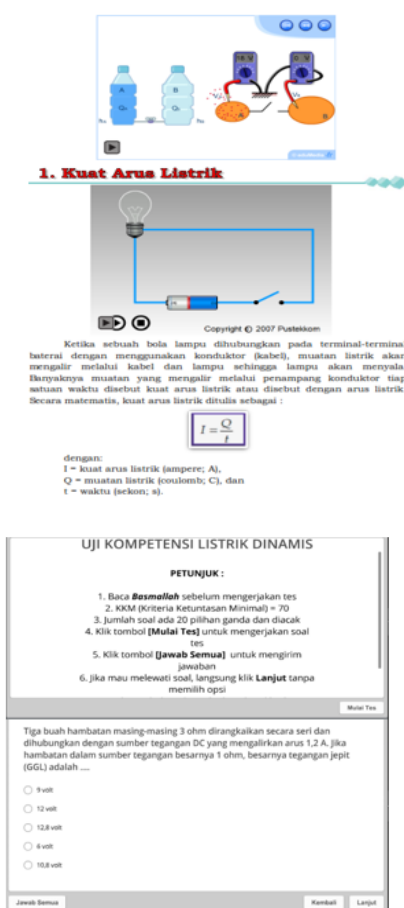 A
B
A
B
1. Kuat Arus Listrik
Copyright © 2007 Pustekkom
Ketika sebuah bola lampu dihubungkan pada terminal-terminal
baterai dengan menggunakan konduktor (kabel), muatan listrik akan
mengalir melalui kabel dan lampu sehingga lampu akan menyala.
Banyaknya muatan yang mengalir melalui penampang konduktor tiap
satuan waktu disebut kuat arus listrik atau disebut dengan arus listrik.
Secara matematis, kuat arus listrik ditulis sebagai :
I = Q/t
dengan:
I = kuat arus listrik (ampere; A),
Q = muatan listrik (coulomb; C), dan
t = waktu (sekon; s).
UJI KOMPETENSI LISTRIK DINAMIS
PETUNJUK :
1. Baca Basmallah sebelum mengerjakan tes
2. KKM (Kriteria Ketuntasan Minimal) = 70
3. Jumlah soal ada 20 pilihan ganda dan diacak
4. Klik tombol [Mulai Tes] untuk mengerjakan soal
tes
5. Klik tombol [Jawab Semua] untuk mengirim
jawaban
6. Jika mau melewati soal, langsung klik Lanjut tanpa
memilih opsi
Mulai Tes
Tiga buah hambatan masing-masing 3 ohm dirangkaikan secara seri dan
dihubungkan dengan sumber tegangan DC yang mengalirkan arus 1,2 A. Jika
hambatan dalam sumber tegangan besarnya 1 ohm, besarnya tegangan jepit
(GGL) adalah ....
9 volt
12 volt
12,8 volt
6 volt
10,8 volt
Jawab Semua
Kembali
Lanjut